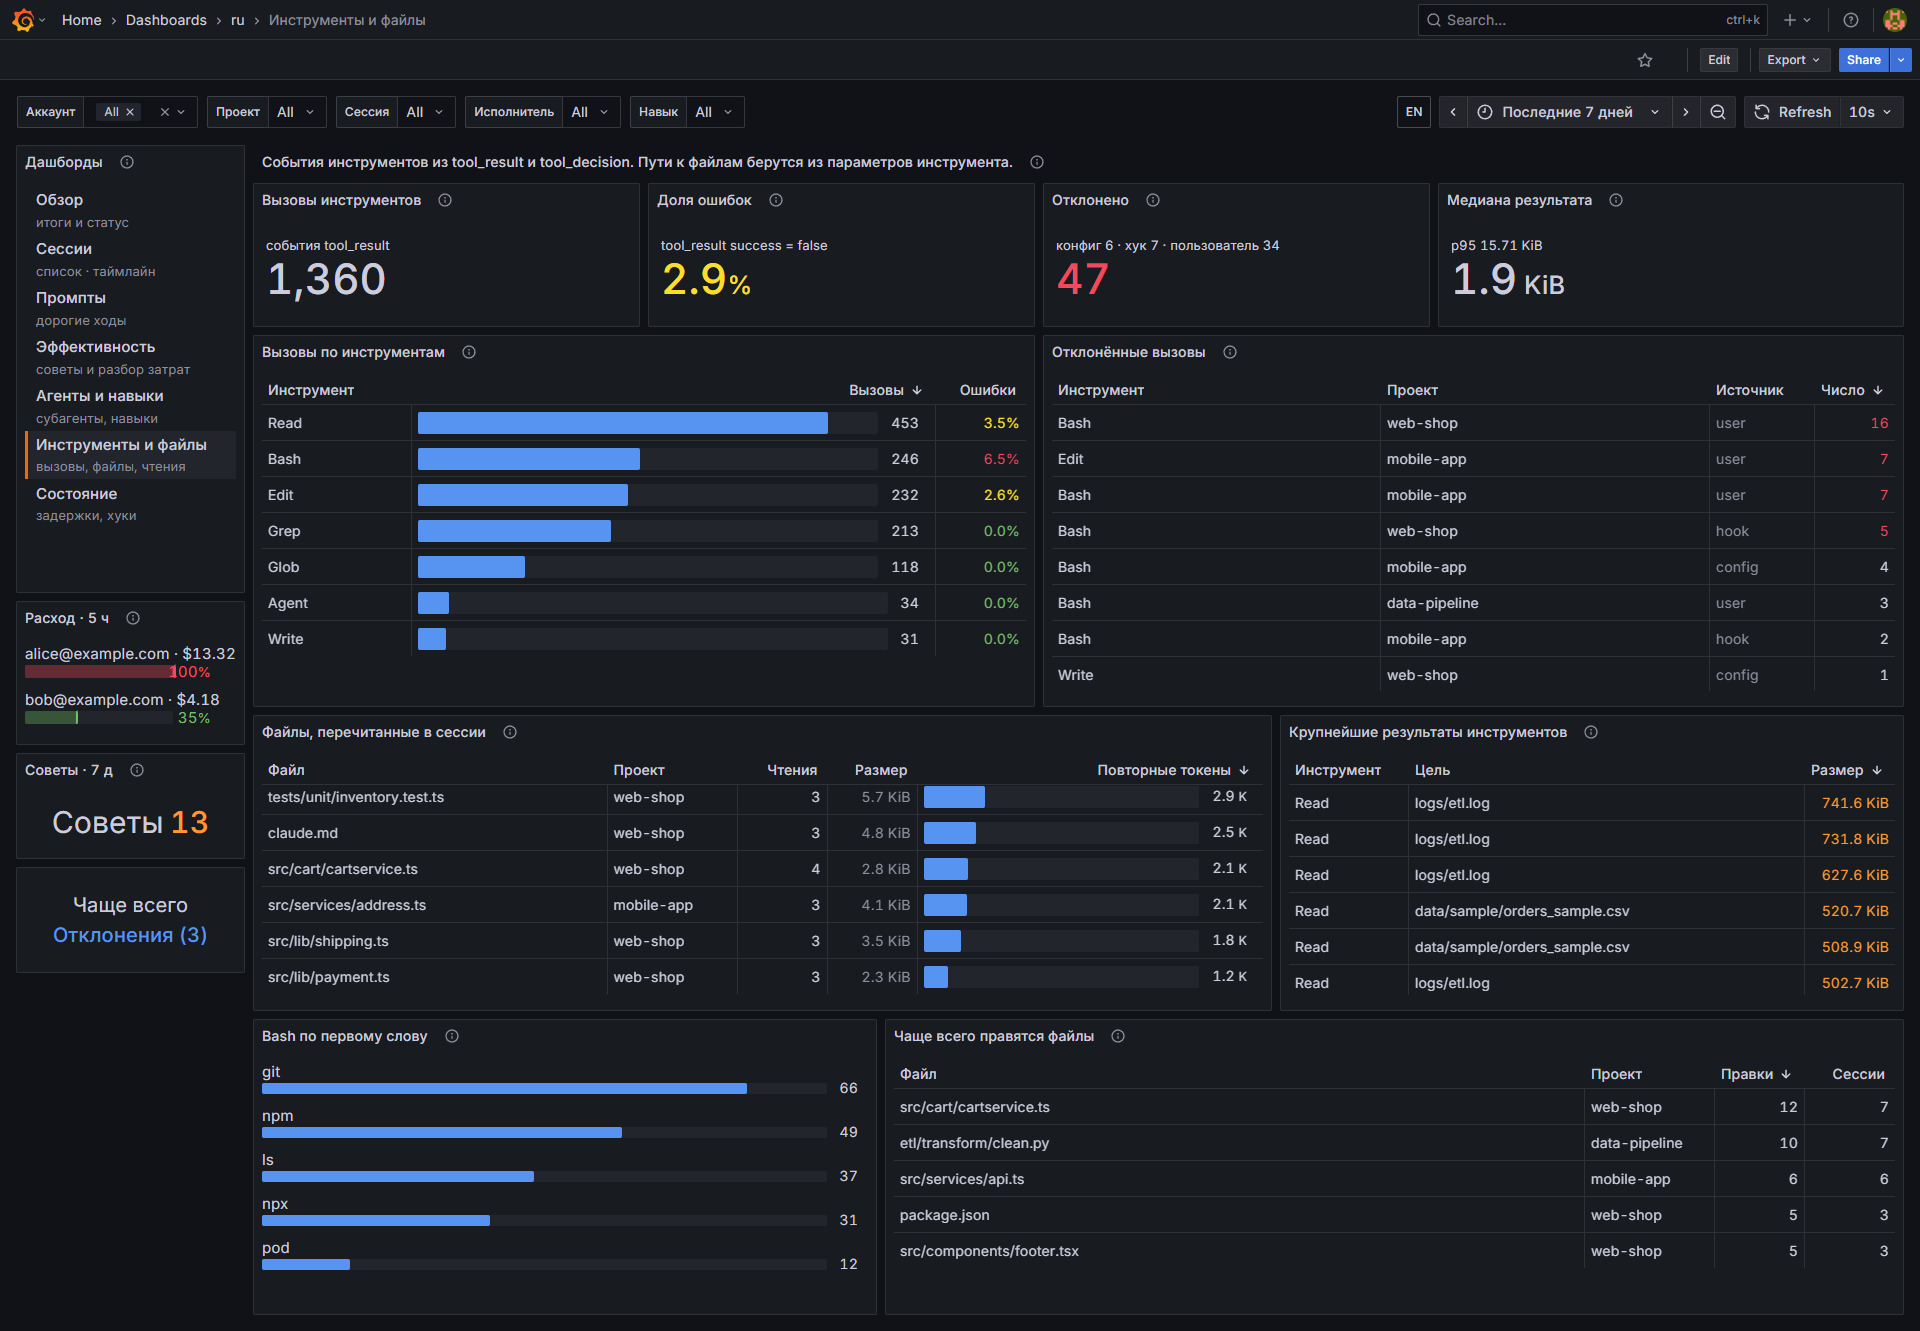 Home › Dashboards › ru › Инструменты и файлы
Search... ctrl+k
Edit Export Share
Аккаунт All Проект All Сессия All Исполнитель All Навык All
EN Последние 7 дней Refresh 10s
Дашборды
Обзор
итоги и статус
Сессии
список · таймлайн
Промпты
дорогие ходы
Эффективность
советы и разбор затрат
Агенты и навыки
субагенты, навыки
Инструменты и файлы
вызовы, файлы, чтения
Состояние
задержки, хуки
Расход · 5 ч
alice@example.com · $13.32
100%
bob@example.com · $4.18
35%
Советы · 7 д
Советы 13
Чаще всего
Отклонения (3)
События инструментов из tool_result и tool_decision. Пути к файлам берутся из параметров инструмента.
Вызовы инструментов
события tool_result
1,360
Доля ошибок
tool_result success = false
2.9%
Отклонено
конфиг 6 · хук 7 · пользователь 34
47
Медиана результата
p95 15.71 KiB
1.9 KiB
Вызовы по инструментам
Инструмент Вызовы Ошибки
Read 453 3.5%
Bash 246 6.5%
Edit 232 2.6%
Grep 213 0.0%
Glob 118 0.0%
Agent 34 0.0%
Write 31 0.0%
Отклонённые вызовы
Инструмент Проект Источник Число
Bash web-shop user 16
Edit mobile-app user 7
Bash mobile-app user 7
Bash web-shop hook 5
Bash mobile-app config 4
Bash data-pipeline user 3
Bash mobile-app hook 2
Write web-shop config 1
Файлы, перечитанные в сессии
Файл Проект Чтения Размер Повторные токены
tests/unit/inventory.test.ts web-shop 3 5.7 KiB 2.9 K
claude.md web-shop 3 4.8 KiB 2.5 K
src/cart/cartservice.ts web-shop 4 2.8 KiB 2.1 K
src/services/address.ts mobile-app 3 4.1 KiB 2.1 K
src/lib/shipping.ts web-shop 3 3.5 KiB 1.8 K
src/lib/payment.ts web-shop 3 2.3 KiB 1.2 K
Крупнейшие результаты инструментов
Инструмент Цель Размер
Read logs/etl.log 741.6 KiB
Read logs/etl.log 731.8 KiB
Read logs/etl.log 627.6 KiB
Read data/sample/orders_sample.csv 520.7 KiB
Read data/sample/orders_sample.csv 508.9 KiB
Read logs/etl.log 502.7 KiB
Bash по первому слову
git
66
npm
49
ls
37
npx
31
pod
12
Чаще всего правятся файлы
Файл Проект Правки Сессии
src/cart/cartservice.ts web-shop 12 7
etl/transform/clean.py data-pipeline 10 7
src/services/api.ts mobile-app 6 6
package.json web-shop 5 3
src/components/footer.tsx web-shop 5 3